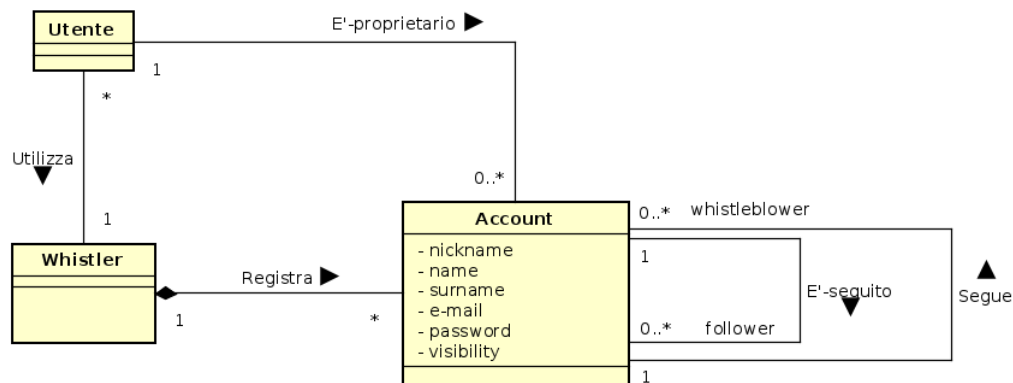 Utente
E'-proprietario
1
*
Utilizza
0..*
1
Account
0..* whistleblower
Whistler
- nickname
- name
- surname
- e-mail
- password
- visibility
1
Registra
E'-seguito
Segue
1
*
0..* follower
1